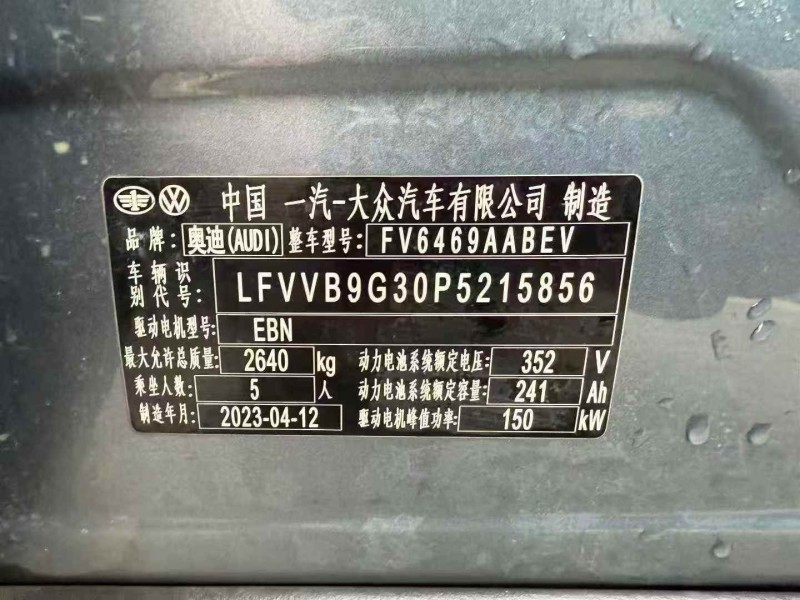 中国 一汽-大众汽车有限公司 制造
品牌: 奥迪(AUDI) 整车型号: FV6469AABEV
车辆识别代号: LFVVB9G30P5215856
驱动电机型号: EBN
最大允许总质量: 2640 kg 动力电池系统额定电压: 352 V
乘坐人数: 5 人 动力电池系统额定容量: 241 Ah
制造年月: 2023-04-12 驱动电机峰值功率: 150 kW